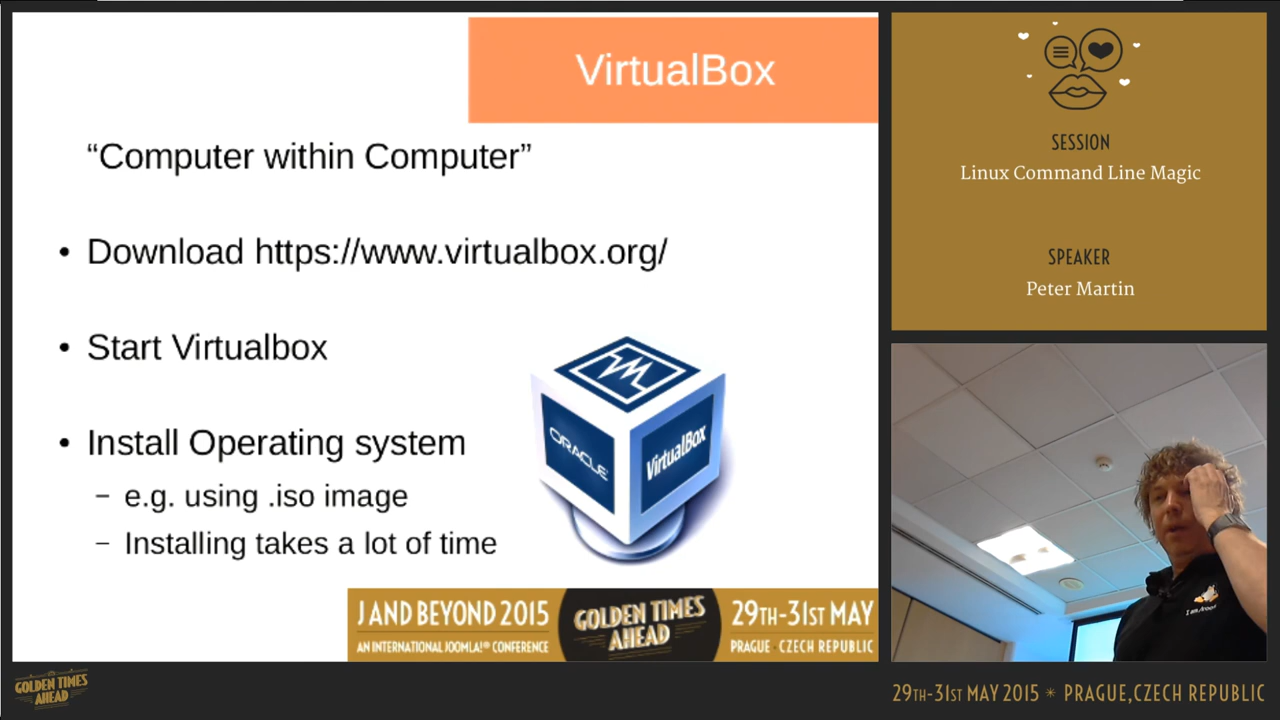 VirtualBox
“Computer within Computer”
• Download https://www.virtualbox.org/
• Start Virtualbox
• Install Operating system
– e.g. using .iso image
– Installing takes a lot of time
ORACLE
VirtualBox
J AND BEYOND 2015
AN INTERNATIONAL JOOMLA!® CONFERENCE
GOLDEN TIMES
AHEAD
29TH-31ST MAY
PRAGUE · CZECH REPUBLIC
SESSION
Linux Command Line Magic
SPEAKER
Peter Martin
GOLDEN TIMES
AHEAD
29TH-31ST MAY 2015 * PRAGUE,CZECH REPUBLIC